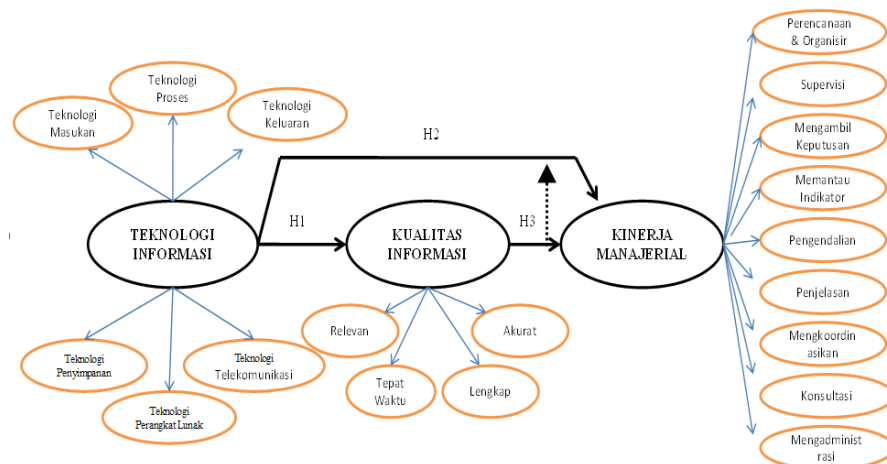 Teknologi
Masukan
Teknologi
Proses
Teknologi
Keluaran
H2
TEKNOLOGI
INFORMASI
H1
KUALITAS
INFORMASI
H3
KINERJA
MANAJERIAL
Teknologi
Penyimpanan
Teknologi
Perangkat Lunak
Teknologi
Telekomunikasi
Relevan
Tepat
Waktu
Lengkap
Akurat
Perencanaan
& Organisir
Supervisi
Mengambil
Keputusan
Memantau
Indikator
Pengendalian
Penjelasan
Mengkoordin
asikan
Konsultasi
Mengadminist
rasi